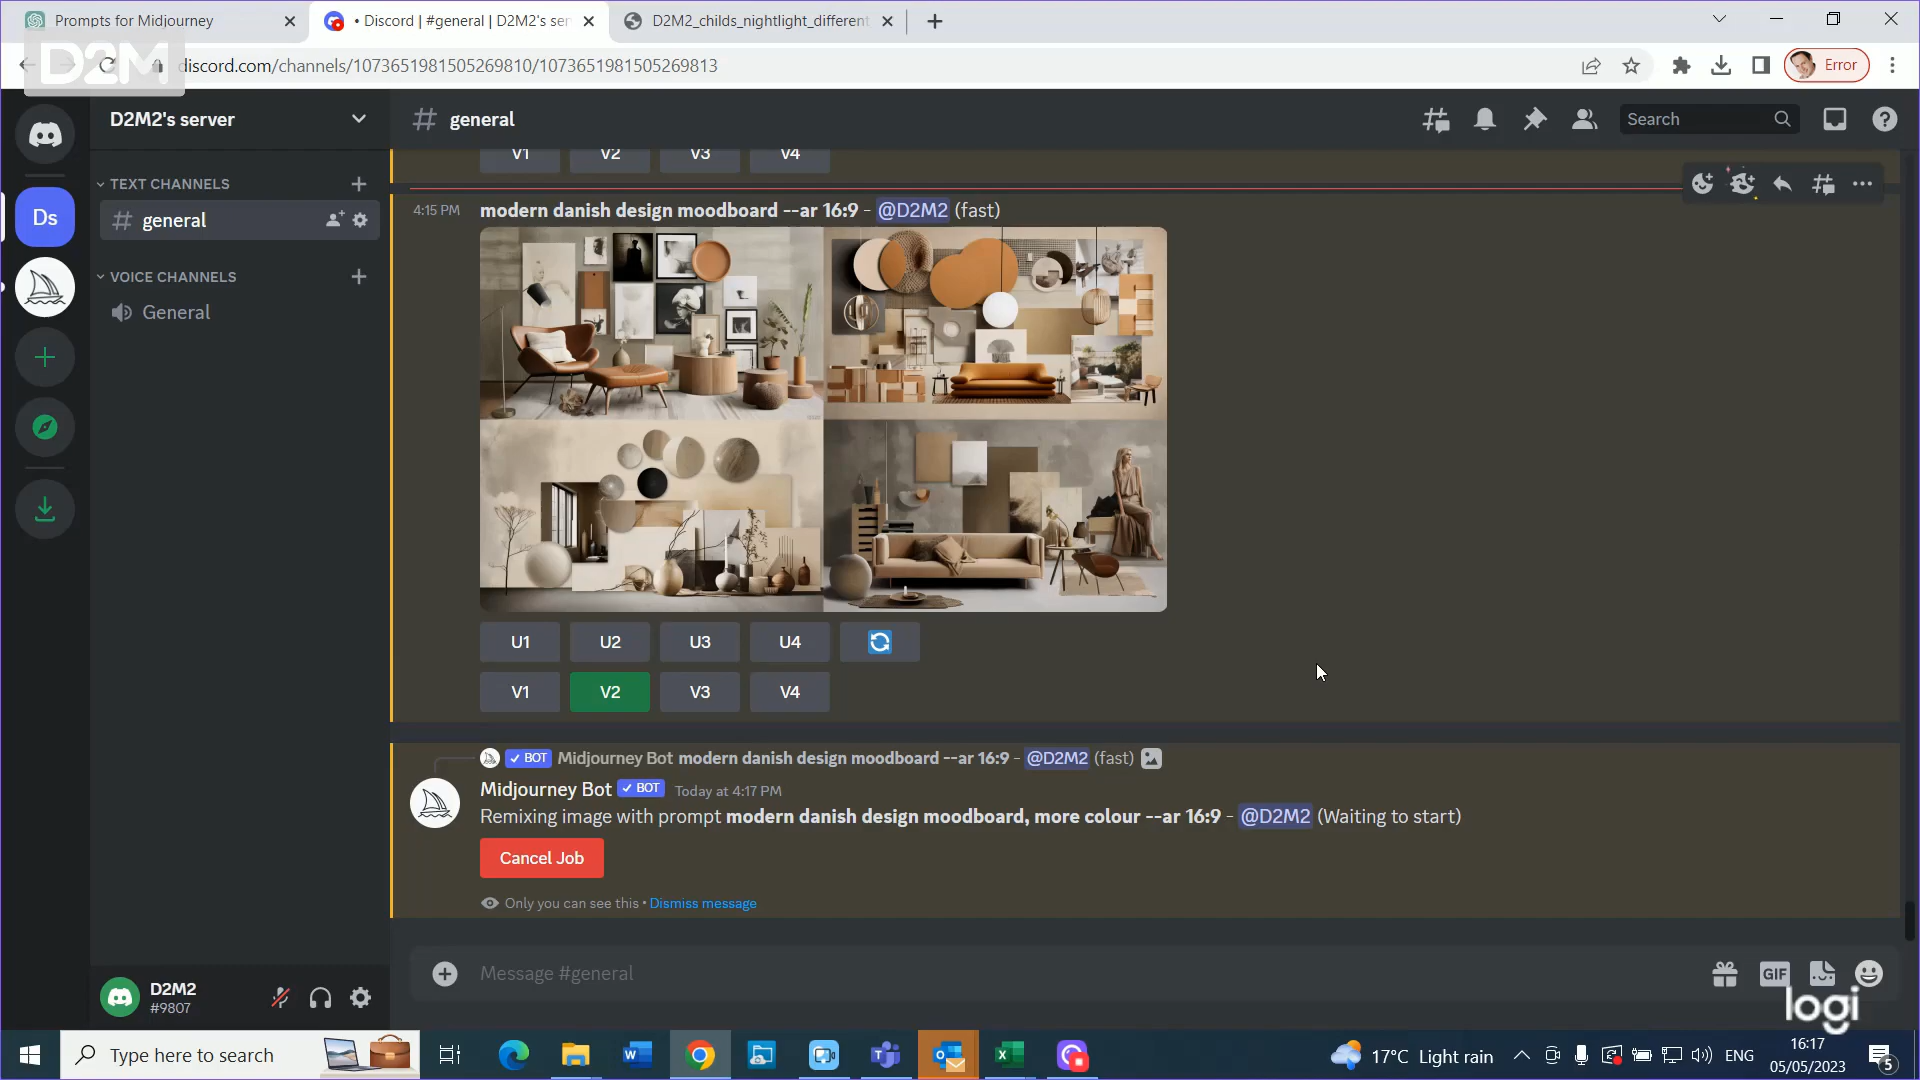 Prompts for Midjourney
• Discord | #general | D2M2's ser
D2M2_childs_nightlight_different
D2M
discord.com/channels/1073651981505269810/1073651981505269813
Error
D2M2's server
general
Search
TEXT CHANNELS
general
VOICE CHANNELS
General
Ds
V1 V2 V3 V4
4:15 PM modern danish design moodboard --ar 16:9 - @D2M2 (fast)
U1 U2 U3 U4
V1 V2 V3 V4
BOT Midjourney Bot modern danish design moodboard --ar 16:9 - @D2M2 (fast)
Midjourney Bot BOT Today at 4:17 PM
Remixing image with prompt modern danish design moodboard, more colour --ar 16:9 - @D2M2 (Waiting to start)
Cancel Job
Only you can see this • Dismiss message
Message #general
GIF
logi
D2M2
#9807
Type here to search
17°C Light rain
ENG
16:17
05/05/2023
5